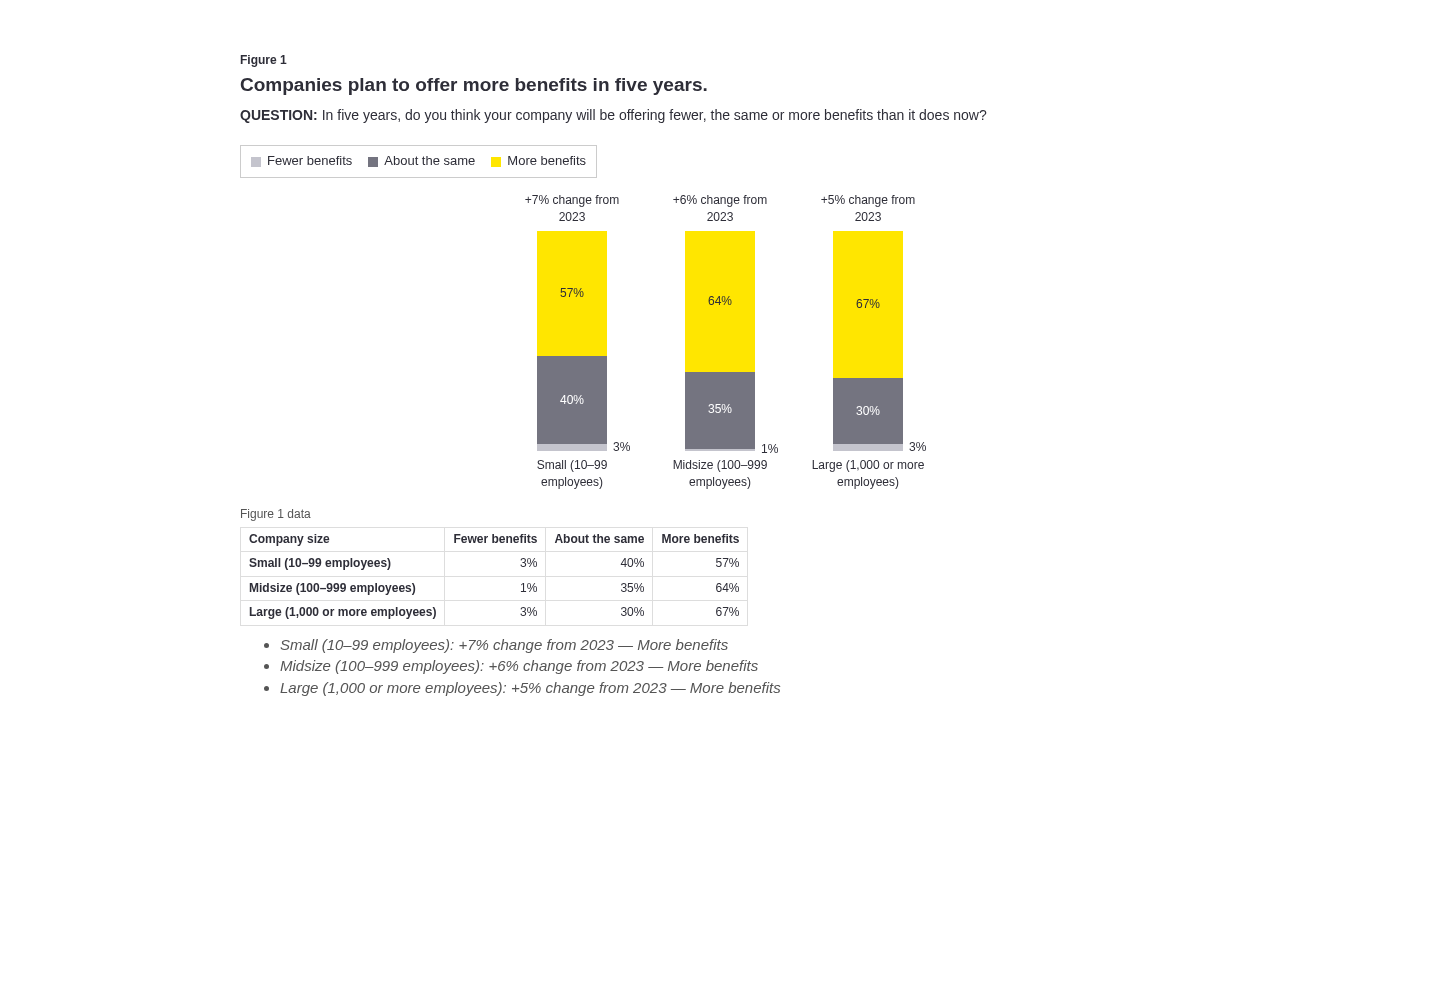 Figure 1
Companies plan to offer more benefits in five years.
QUESTION: In five years, do you think your company will be offering fewer, the same or more benefits than it does now?
Fewer benefits About the same More benefits
+7% change from 2023
+6% change from 2023
+5% change from 2023
57%
64%
67%
40%
35%
30%
3%
1%
3%
Small (10–99 employees)
Midsize (100–999 employees)
Large (1,000 or more employees)
Figure 1 data
Company size Fewer benefits About the same More benefits
Small (10–99 employees) 3% 40% 57%
Midsize (100–999 employees) 1% 35% 64%
Large (1,000 or more employees) 3% 30% 67%
• Small (10–99 employees): +7% change from 2023 — More benefits
• Midsize (100–999 employees): +6% change from 2023 — More benefits
• Large (1,000 or more employees): +5% change from 2023 — More benefits